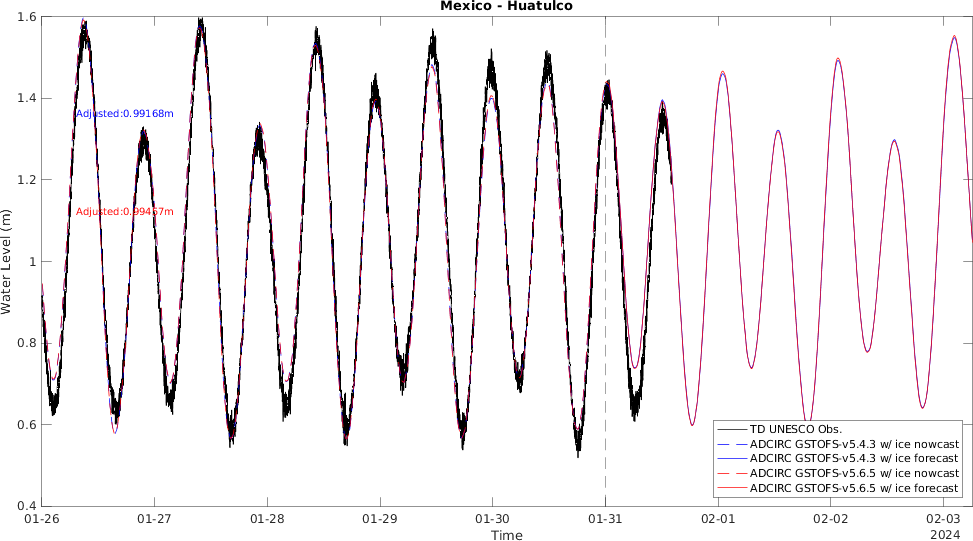 Mexico - Huatulco
Water Level (m)
1.6
1.4
1.2
1
0.8
0.6
0.4
Adjusted:0.99168m
Adjusted:0.99457m
TD UNESCO Obs.
ADCIRC GSTOFS-v5.4.3 w/ ice nowcast
ADCIRC GSTOFS-v5.4.3 w/ ice forecast
ADCIRC GSTOFS-v5.6.5 w/ ice nowcast
ADCIRC GSTOFS-v5.6.5 w/ ice forecast
01-26 01-27 01-28 01-29 01-30 01-31 02-01 02-02 02-03
Time
2024